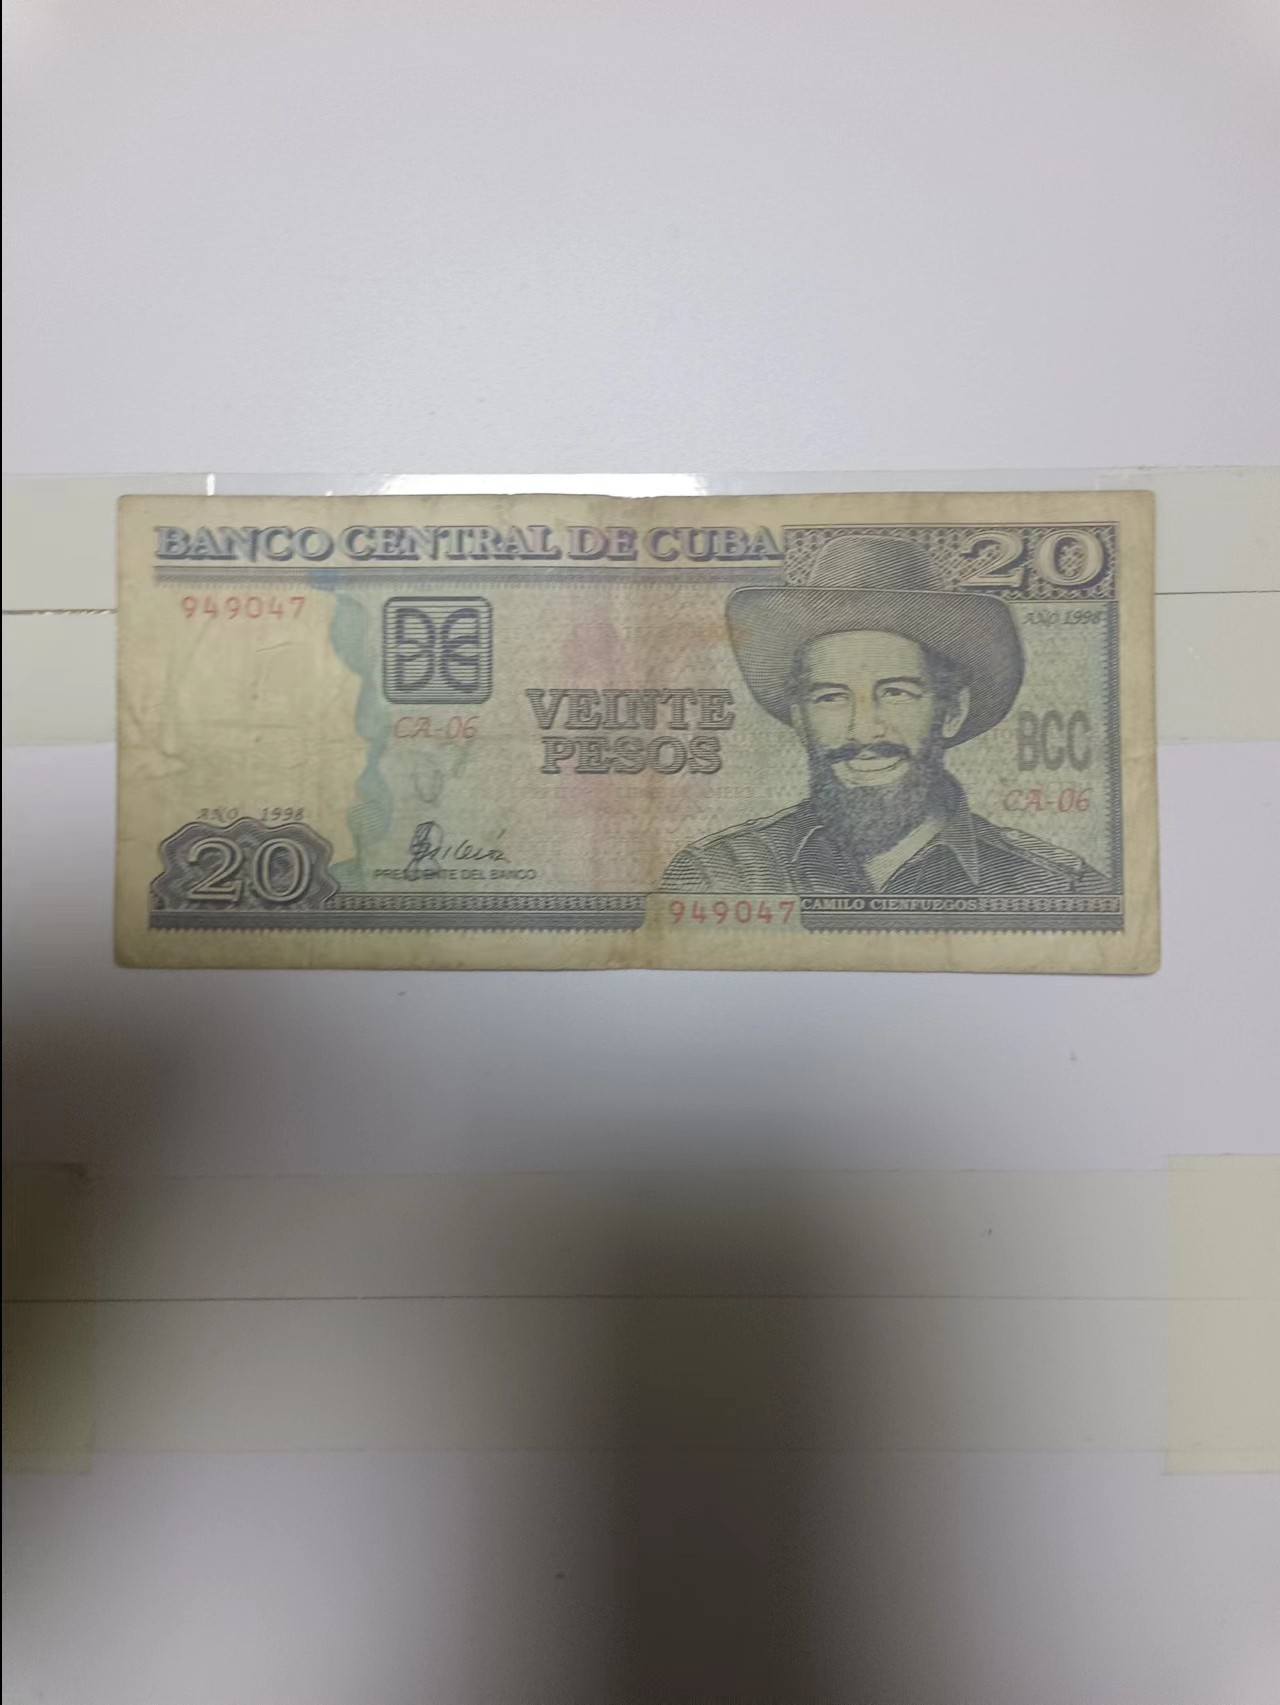 BANCO CENTRAL DE CUBA
20
949047
AÑO 1998
VEINTE
PESOS
BCC
CA-06
CA-06
AÑO 1998
20
PRESIDENTE DEL BANCO
949047
CAMILO CIENFUEGOS